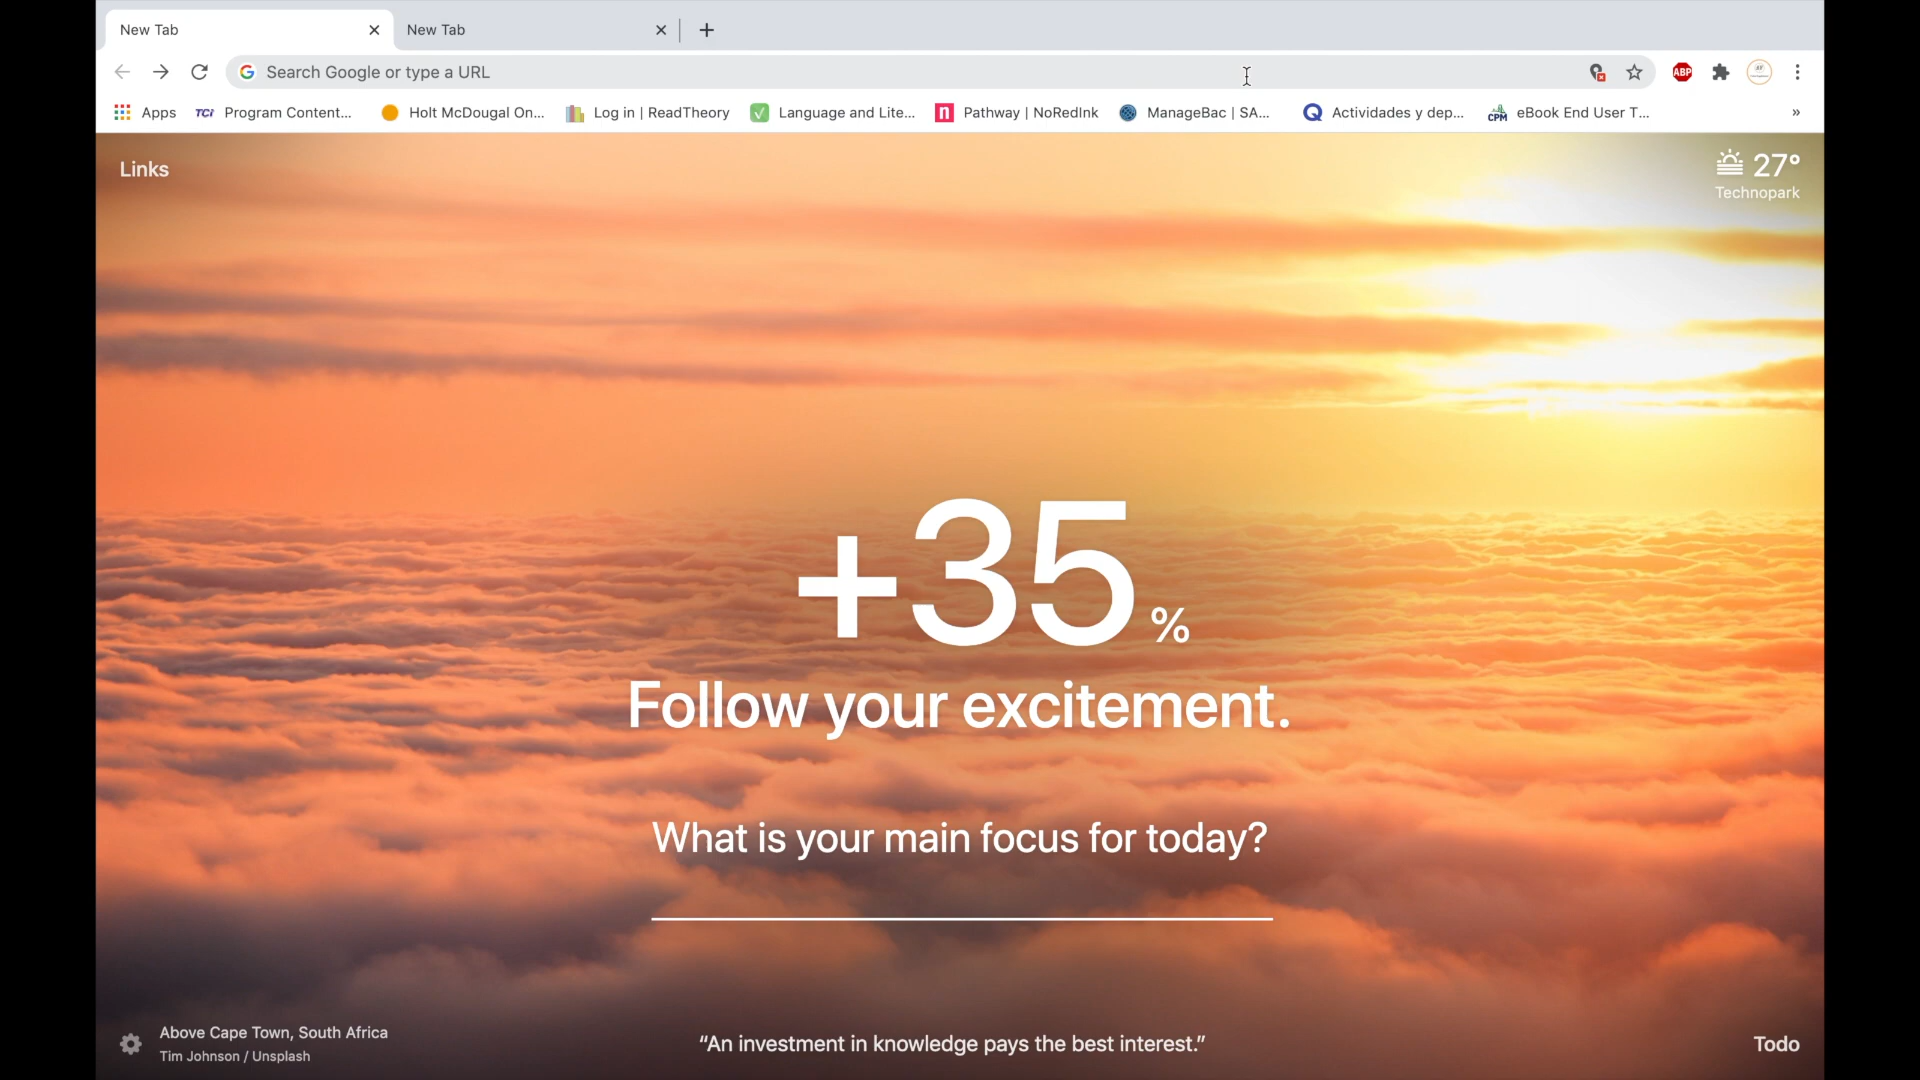 New Tab
New Tab
Search Google or type a URL
ABP
Apps
TCi Program Content...
Holt McDougal On...
Log in | ReadTheory
Language and Lite...
n Pathway | NoRedInk
ManageBac | SA...
Actividades y dep...
CPM eBook End User T...
»
Links
27°
Technopark
+35 %
Follow your excitement.
What is your main focus for today?
Above Cape Town, South Africa
Tim Johnson / Unsplash
“An investment in knowledge pays the best interest.”
Todo